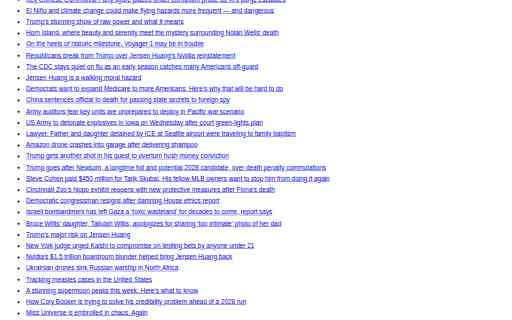 El Niño and climate change could make flying hazards more frequent — and dangerous
Trump's stunning show of raw power and what it means
Horn Island, where beauty and serenity meet the mystery surrounding Nolan Wells' death
On the heels of historic milestone, Voyager 1 may be in trouble
Republicans break from Trump over Jensen Huang's Nvidia reinstatement
The CDC stays quiet on flu as an early season catches many Americans off-guard
Jensen Huang is a walking moral hazard
Democrats want to expand Medicare to more Americans. Here's why that will be hard to do
China sentences official to death for passing state secrets to foreign spy
Army auditors fear key units are unprepared to deploy in Pacific war scenario
US Army to detonate explosives in Iowa on Wednesday after court green-lights plan
Lawyer: Father and daughter detained by ICE at Seattle airport were traveling to family baptism
Amazon drone crashes into garage after delivering shampoo
Trump gets another shot in his quest to overturn hush money conviction
Trump goes after Newsom, a longtime foil and potential 2028 candidate, over death penalty commutations
Steve Cohen paid $450 million for Tarik Skubal. His fellow MLB owners want to stop him from doing it again
Cincinnati Zoo's hippo exhibit reopens with new protective measures after Fiona's death
Democratic congressman resigns after damning House ethics report
Israeli bombardment has left Gaza a 'toxic wasteland' for decades to come, report says
Bruce Willis' daughter, Tallulah Willis, apologizes for sharing 'too intimate' photo of her dad
Trump's major risk on Jensen Huang
New York judge urged Kalshi to compromise on limiting bets by anyone under 21
Nvidia's $1.5 trillion boardroom blunder helped bring Jensen Huang back
Ukrainian drones sink Russian warship in North Africa
Tracking measles cases in the United States
A stunning supermoon peaks this week. Here's what to know
How Cory Booker is trying to solve his credibility problem ahead of a 2028 run
Miss Universe is embroiled in chaos. Again